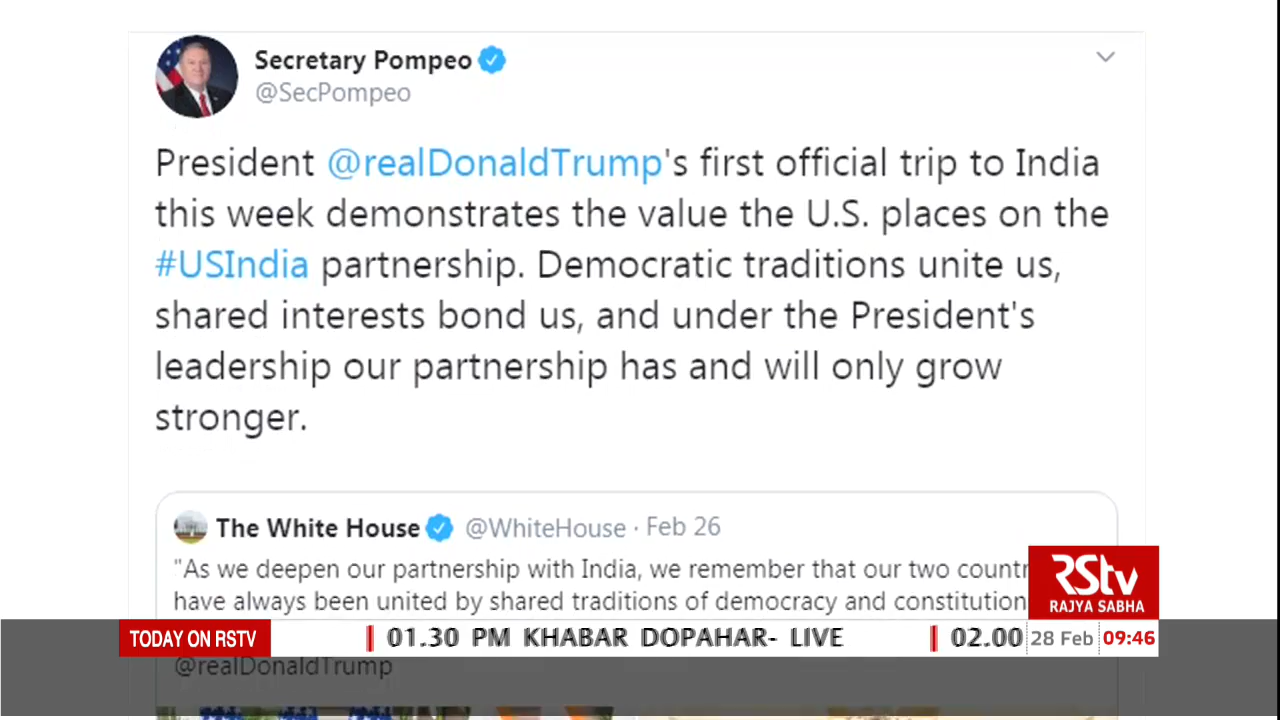 Secretary Pompeo
@SecPompeo
President @realDonaldTrump's first official trip to India
this week demonstrates the value the U.S. places on the
#USIndia partnership. Democratic traditions unite us,
shared interests bond us, and under the President's
leadership our partnership has and will only grow
stronger.
The White House @WhiteHouse · Feb 26
"As we deepen our partnership with India, we remember that our two
have always been united by shared traditions of democracy and
RSTV
RAJYA SABHA
TODAY ON RSTV
01.30 PM KHABAR DOPAHAR- LIVE
02.00
28 Feb
09:46
@realDonaldTrump